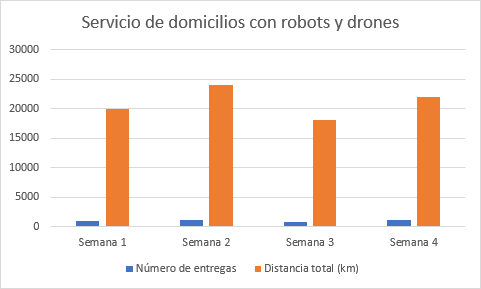 Servicio de domicilios con robots y drones
30000
25000
20000
15000
10000
5000
0
Semana 1 Semana 2 Semana 3 Semana 4
Número de entregas Distancia total (km)